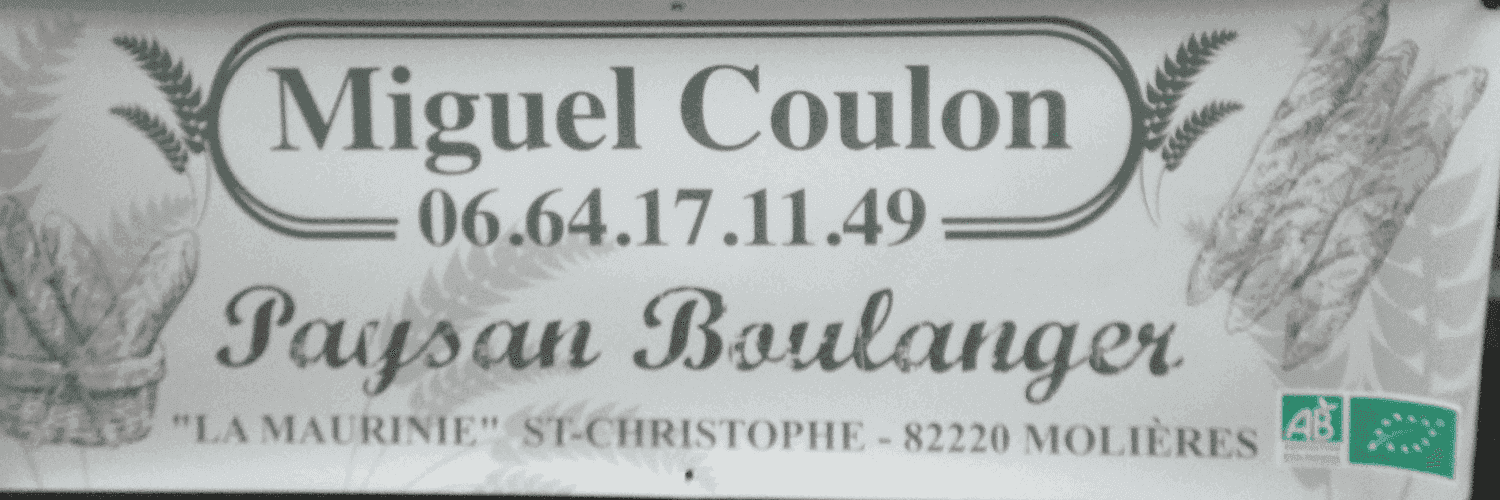 Miguel Coulon
06.64.17.11.49
Paysan Boulanger
"LA MAURINIE" ST-CHRISTOPHE - 82220 MOLIÈRES
AB